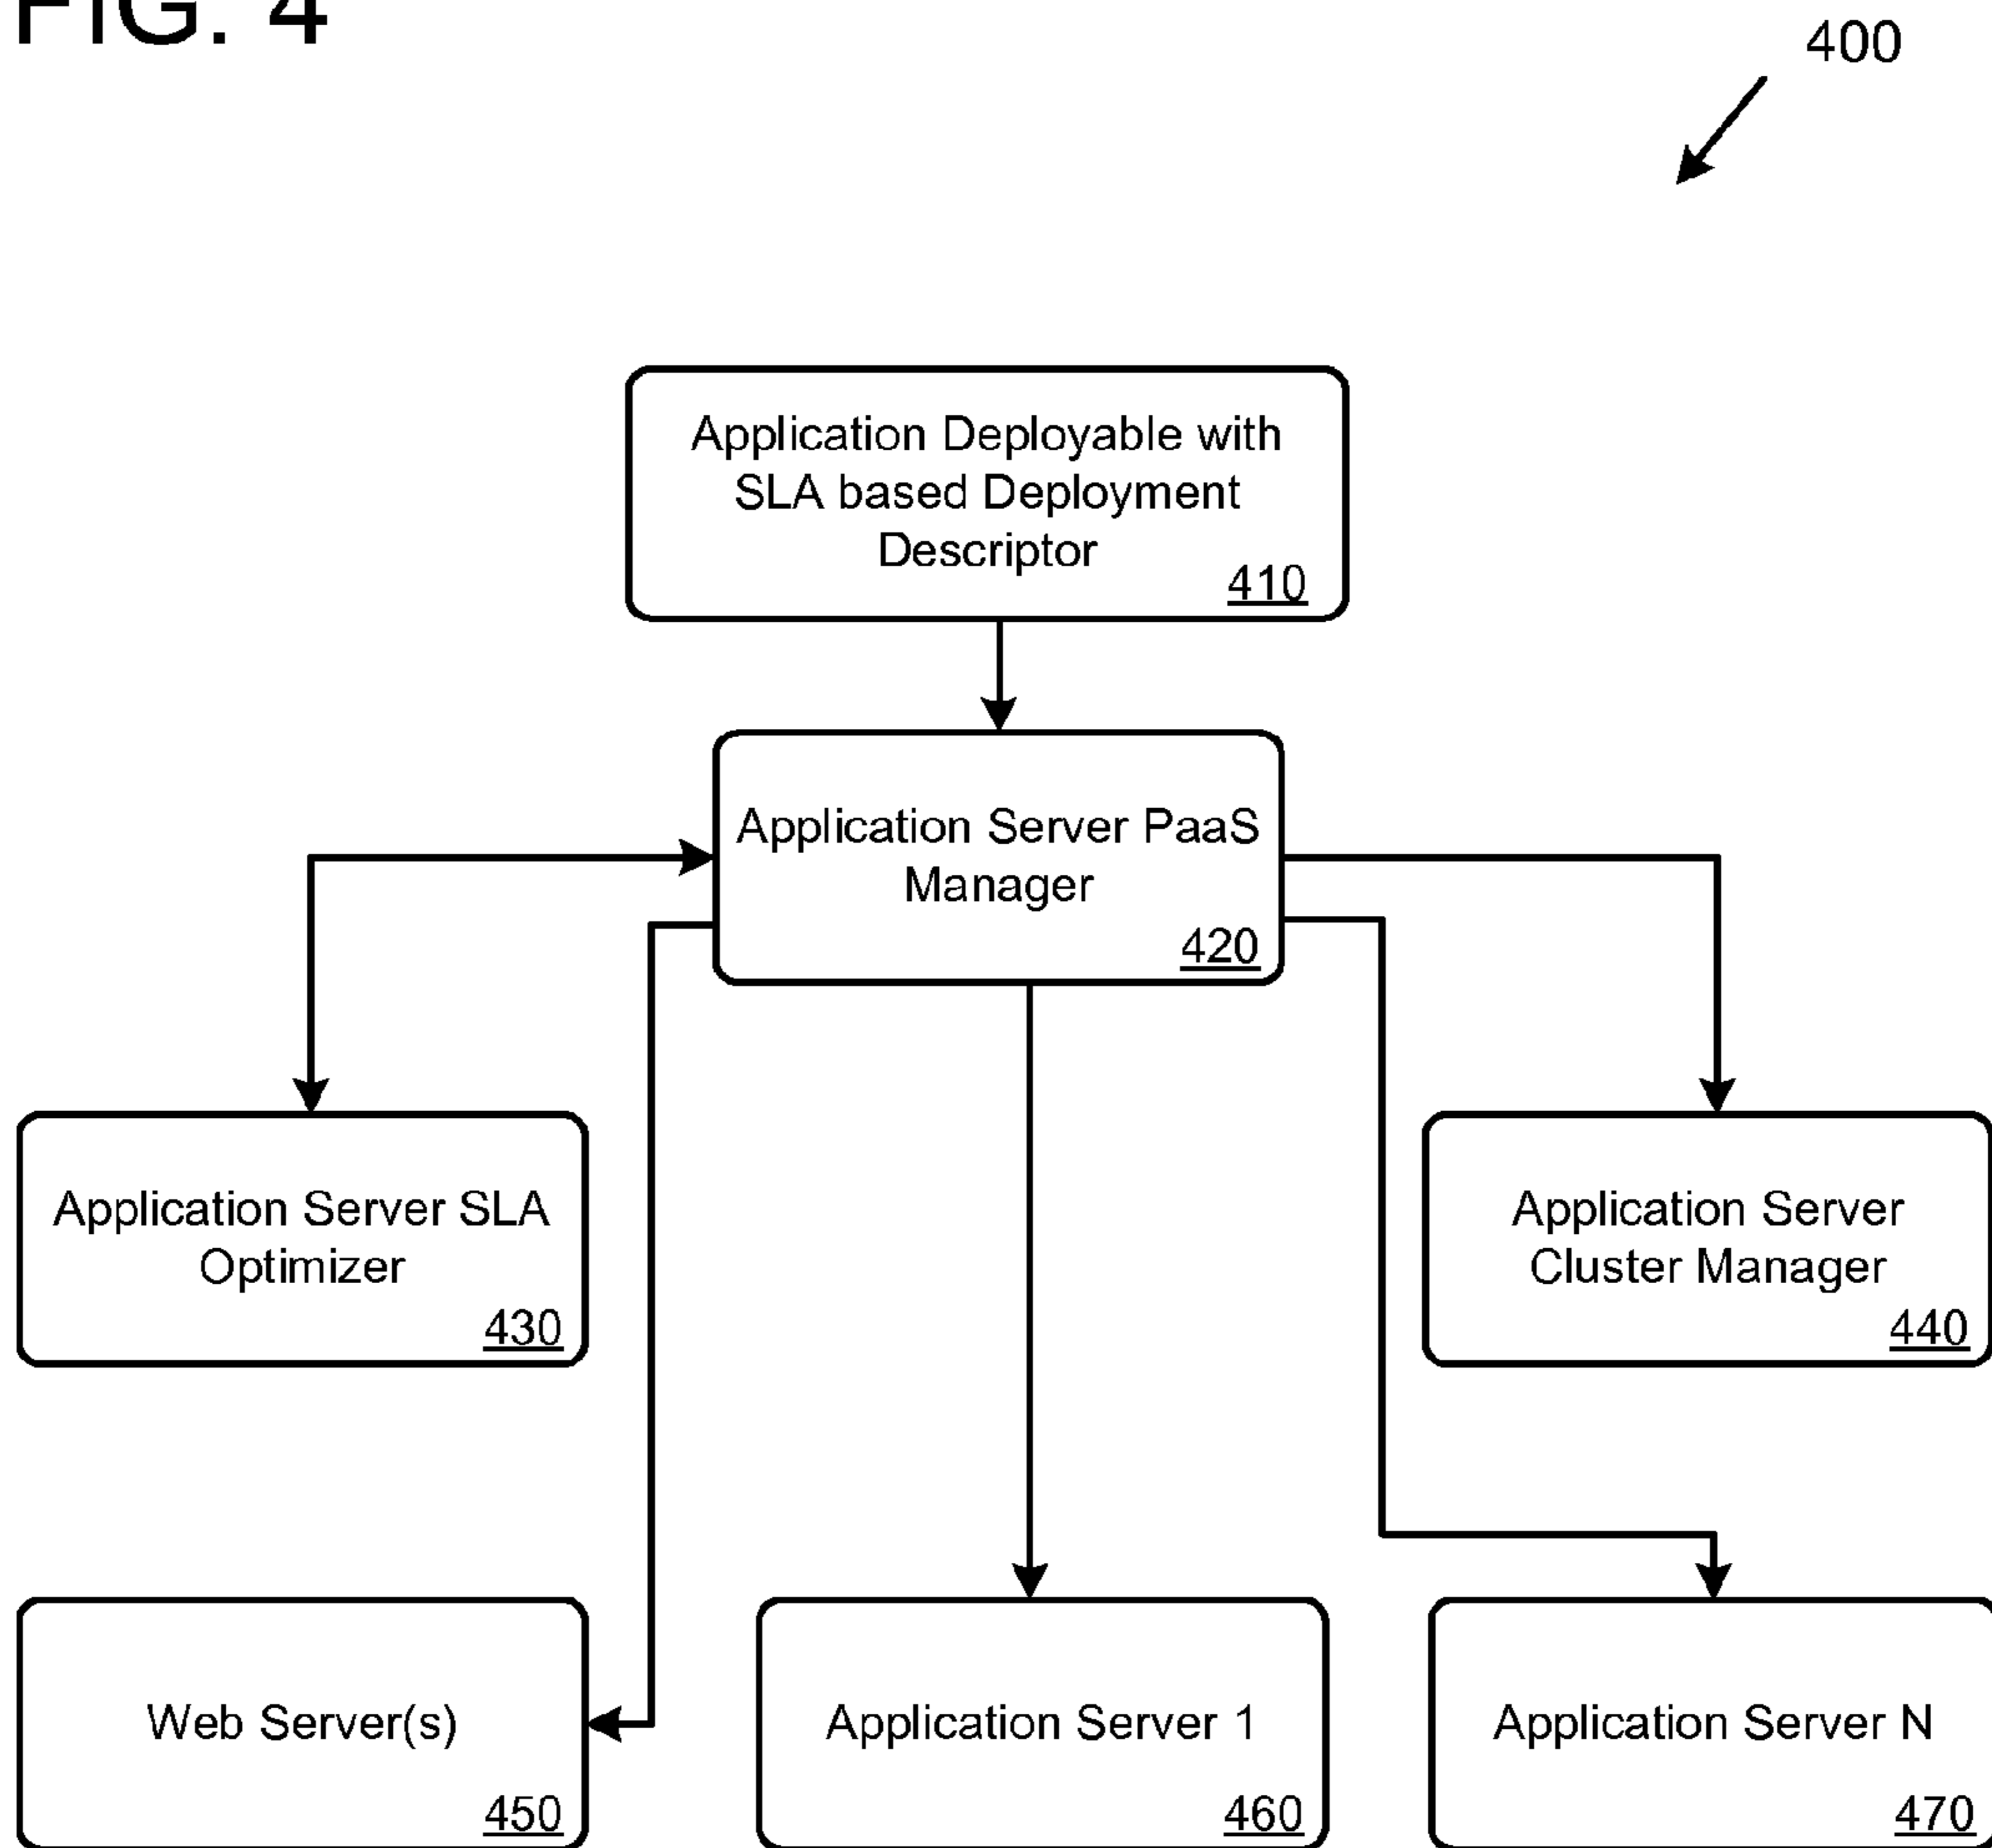 FIG. 4
400
Application Deployable with
SLA based Deployment
Descriptor
410
Application Server PaaS
Manager
420
Application Server SLA
Optimizer
430
Application Server
Cluster Manager
440
Web Server(s)
450
Application Server 1
460
Application Server N
470